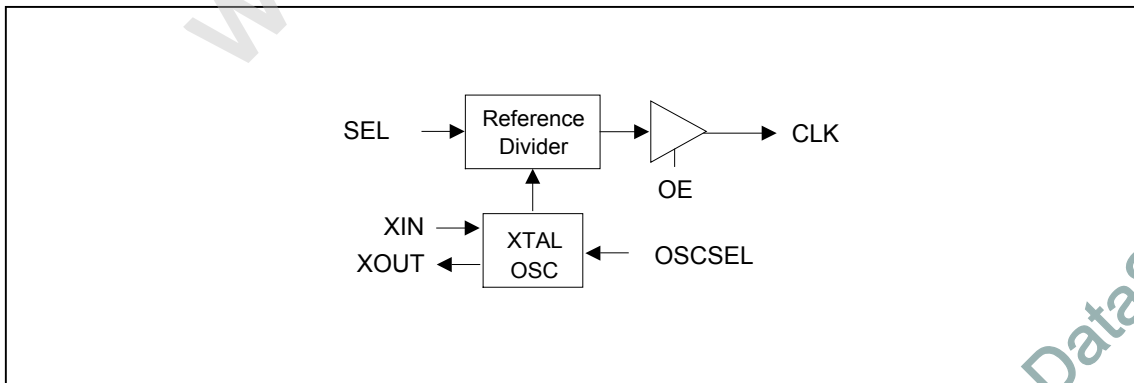 SEL
Reference
Divider
CLK
OE
XIN
XOUT
XTAL
OSC
OSCSEL